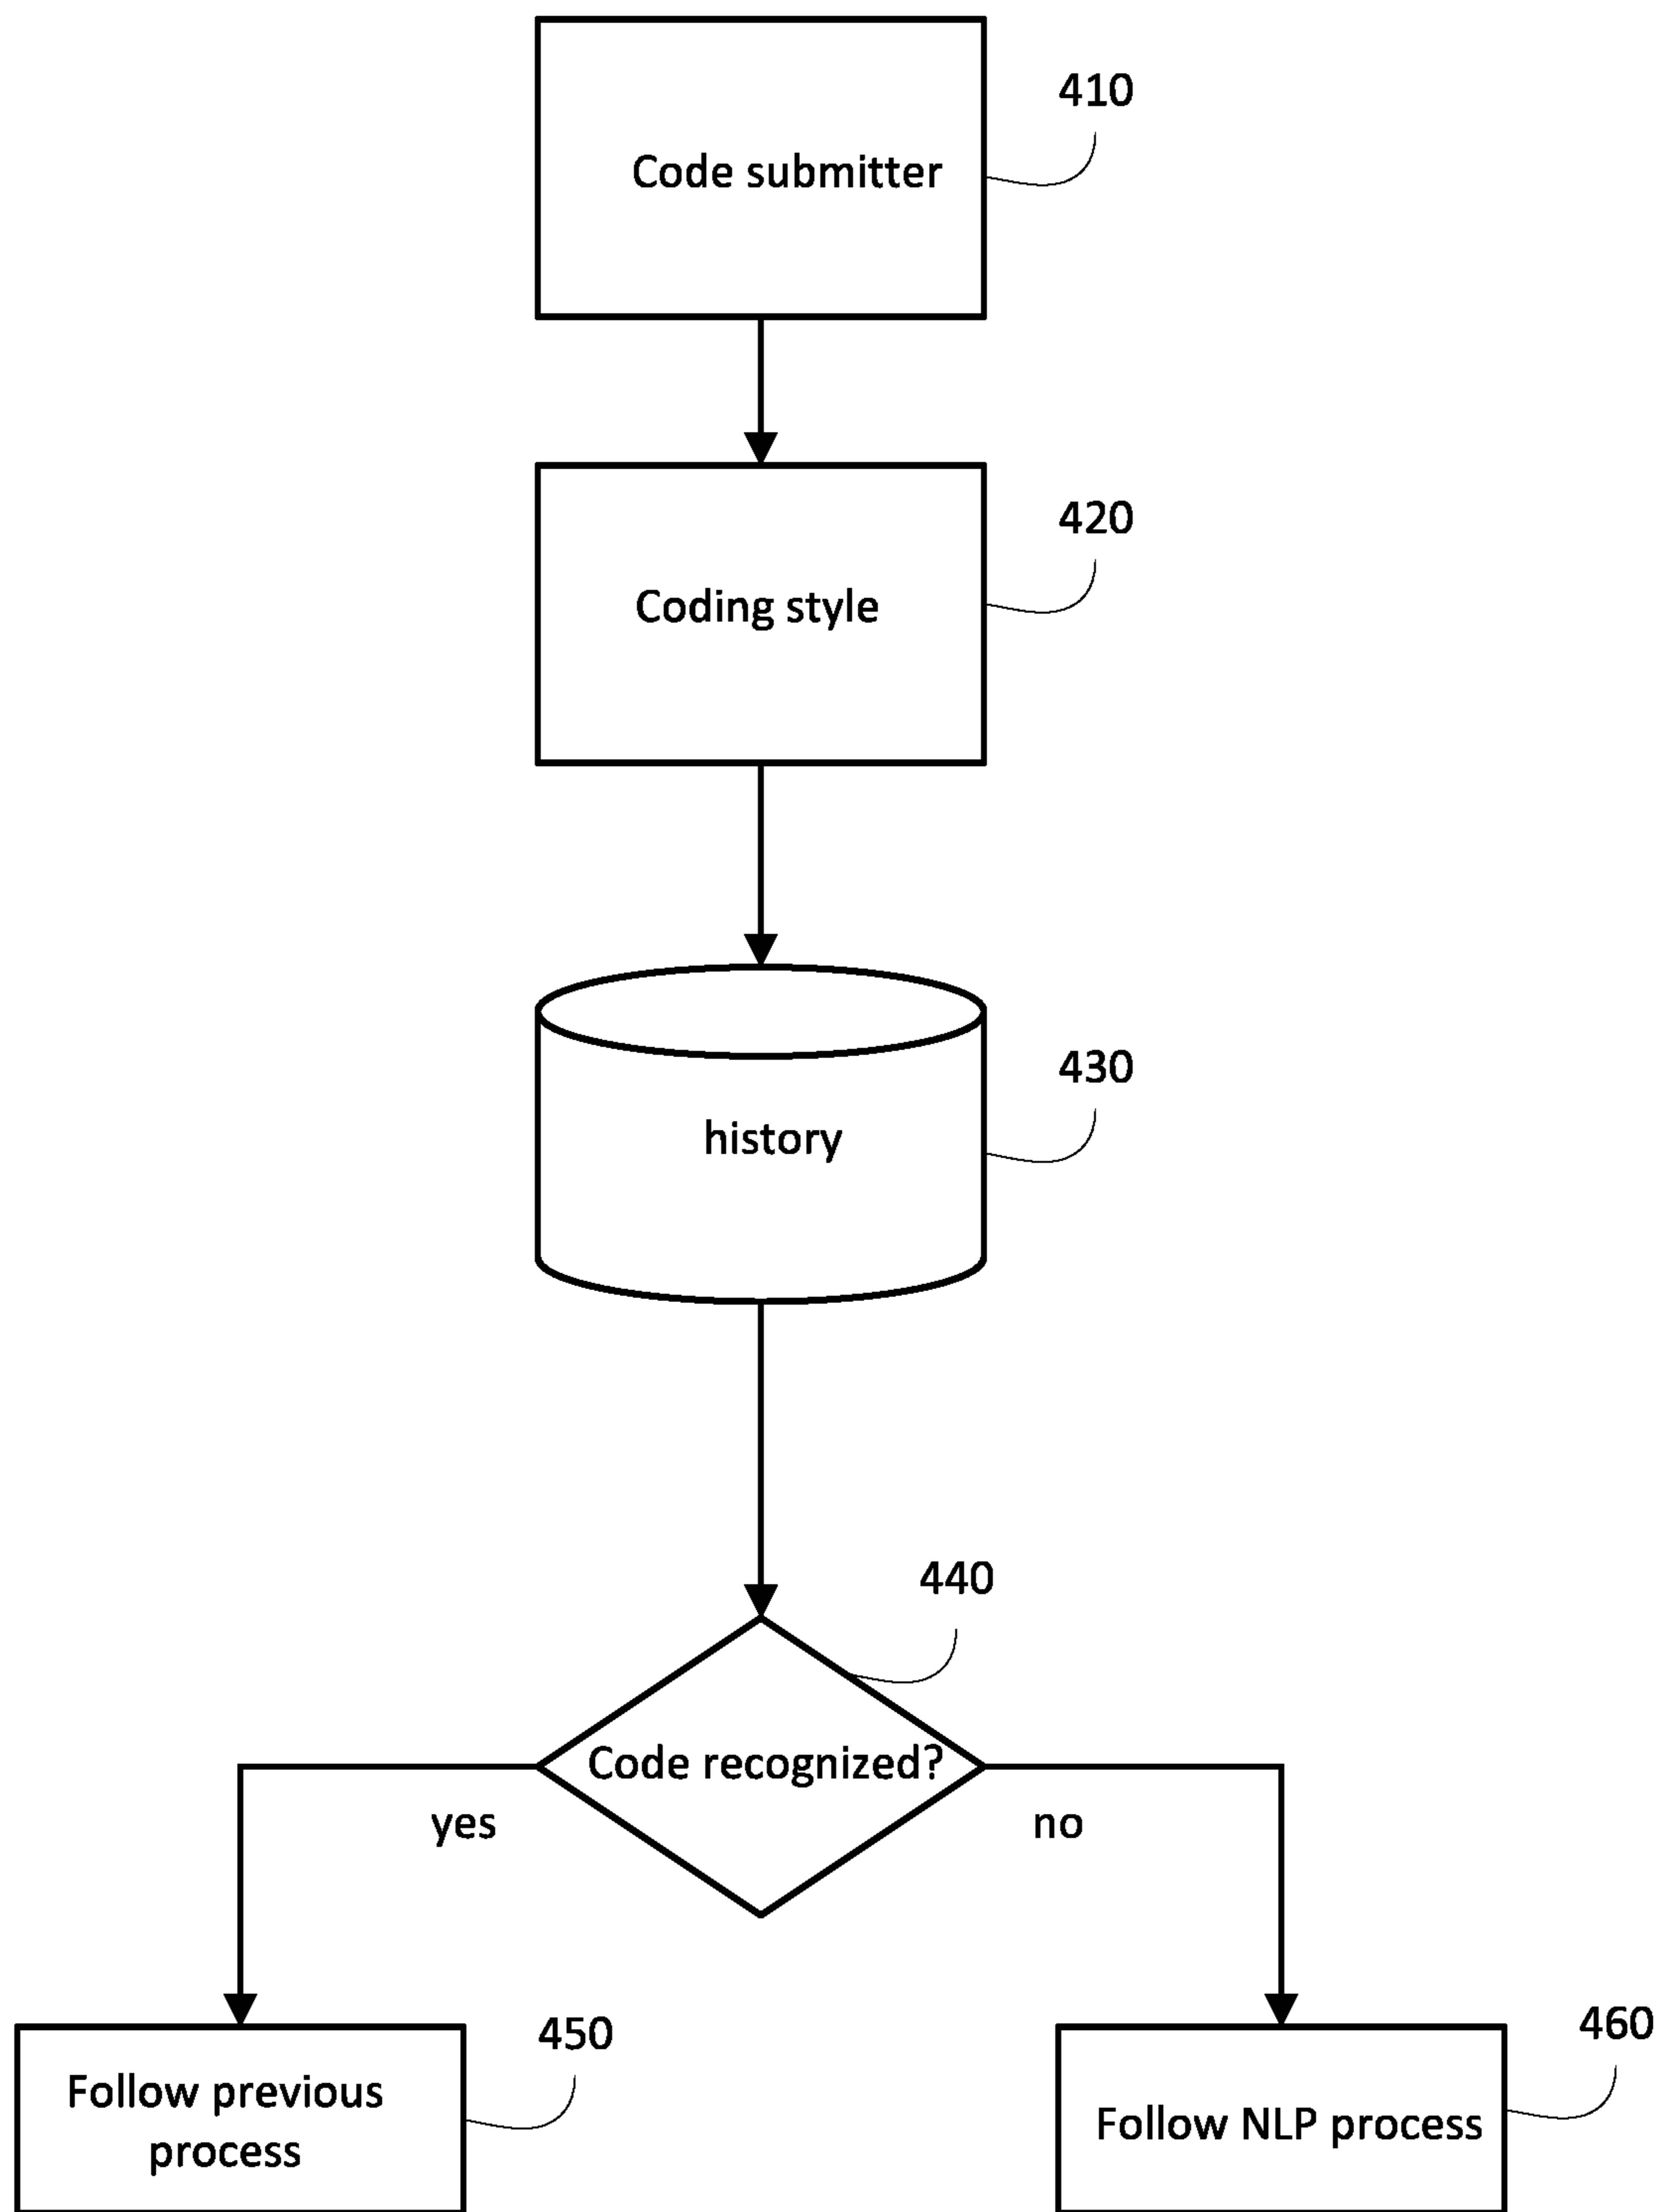 410
Code submitter
420
Coding style
430
history
440
Code recognized?
yes
no
450
Follow previous
process
460
Follow NLP process